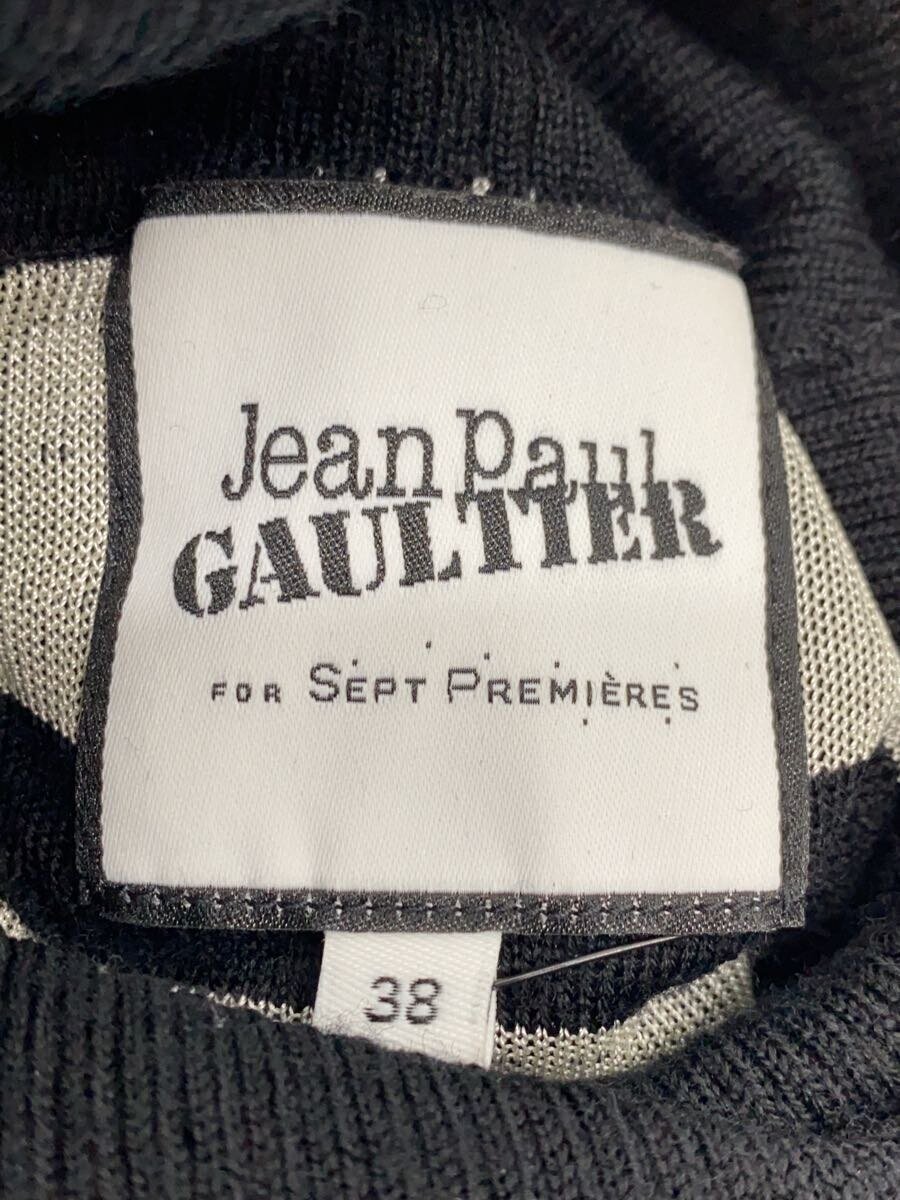 Jean Paul
GAULTIER
FOR SEPT PREMIÈRES
38